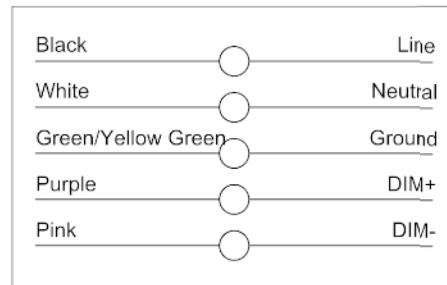 Black Line
White Neutral
Green/Yellow Green Ground
Purple DIM+
Pink DIM-